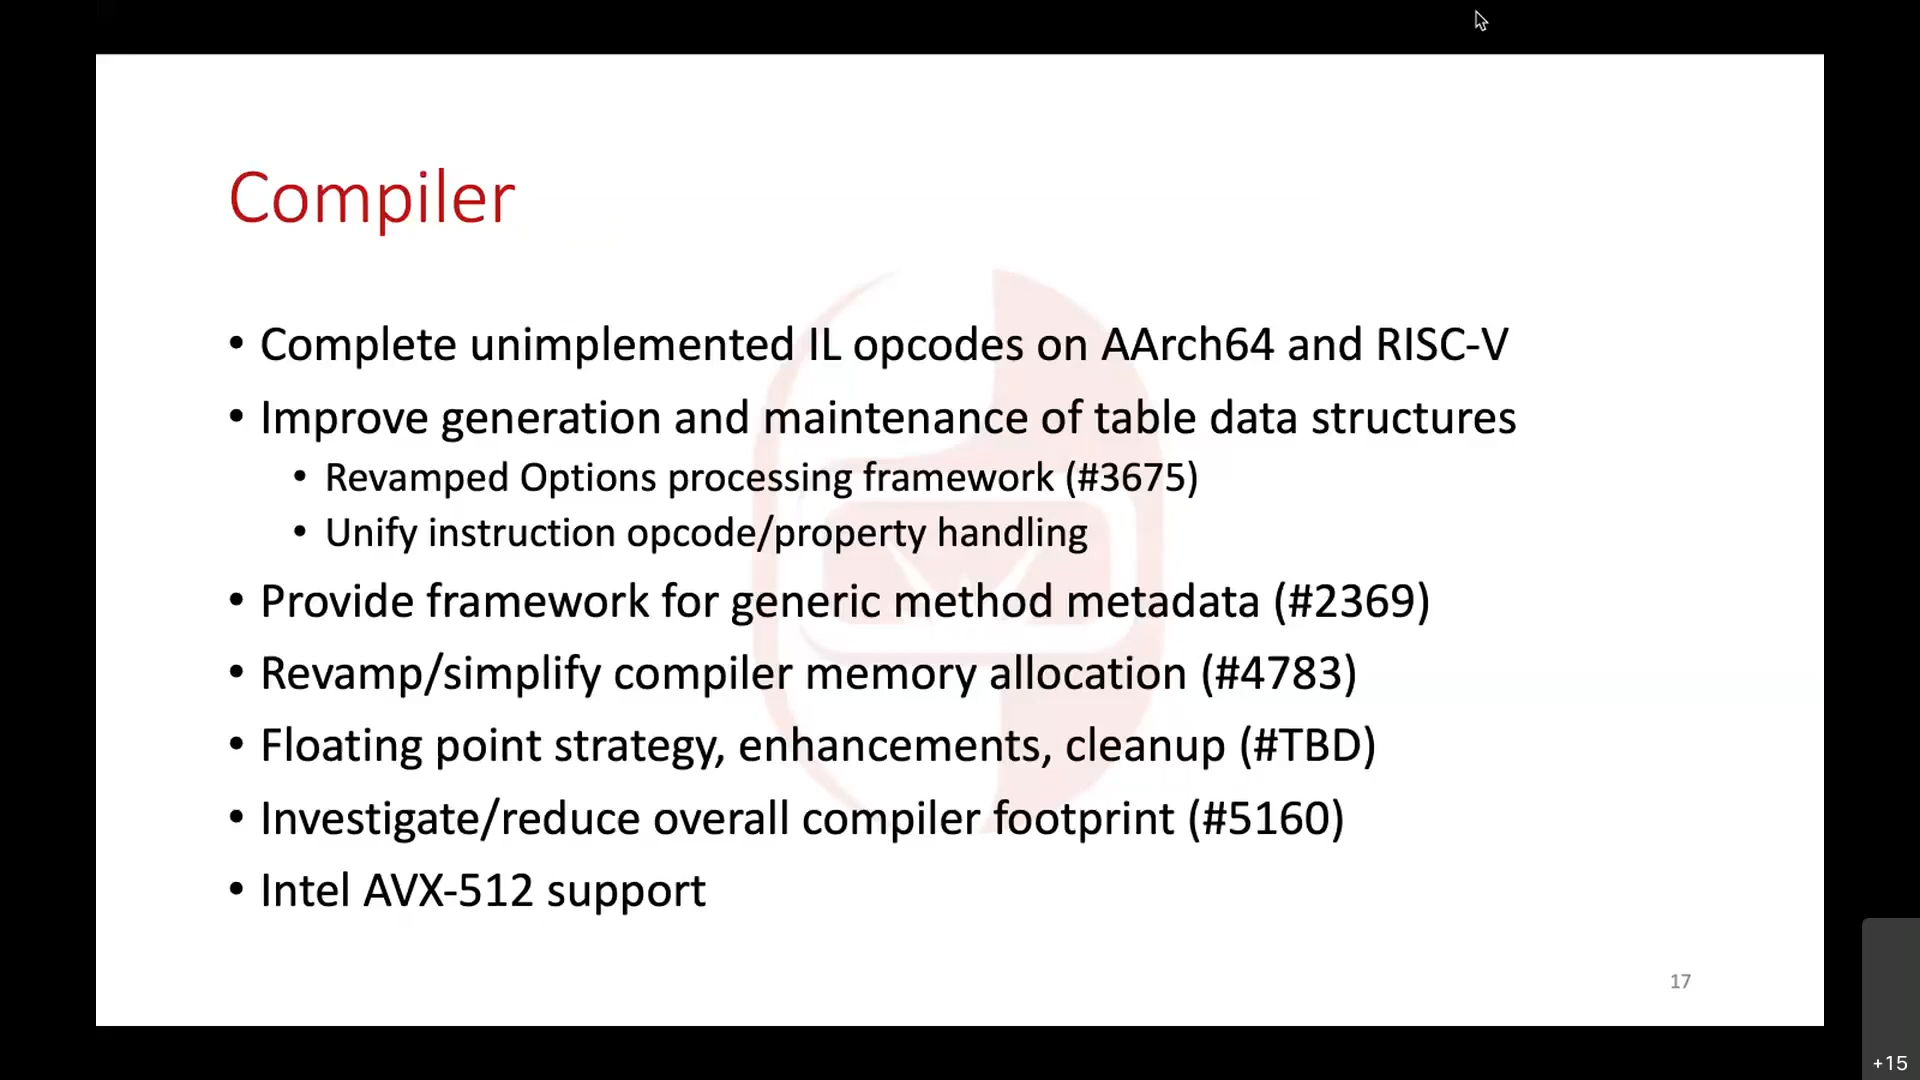 Compiler
• Complete unimplemented IL opcodes on AArch64 and RISC-V
• Improve generation and maintenance of table data structures
• Revamped Options processing framework (#3675)
• Unify instruction opcode/property handling
• Provide framework for generic method metadata (#2369)
• Revamp/simplify compiler memory allocation (#4783)
• Floating point strategy, enhancements, cleanup (#TBD)
• Investigate/reduce overall compiler footprint (#5160)
• Intel AVX-512 support
17
+15